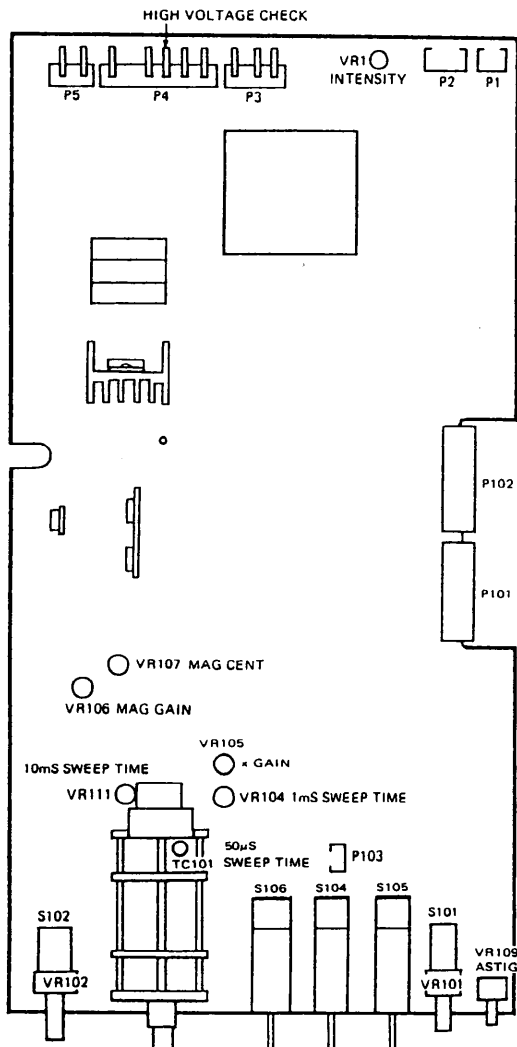 HIGH VOLTAGE CHECK
VR1
INTENSITY
P5
P4
P3
P2
P1
P102
P101
VR107 MAG CENT
VR106 MAG GAIN
VR105
x GAIN
10mS SWEEP TIME
VR111
VR104 1mS SWEEP TIME
50µS
TC101 SWEEP TIME
P103
S106
S104
S105
S102
S101
VR109
ASTIG
VR102
VR101